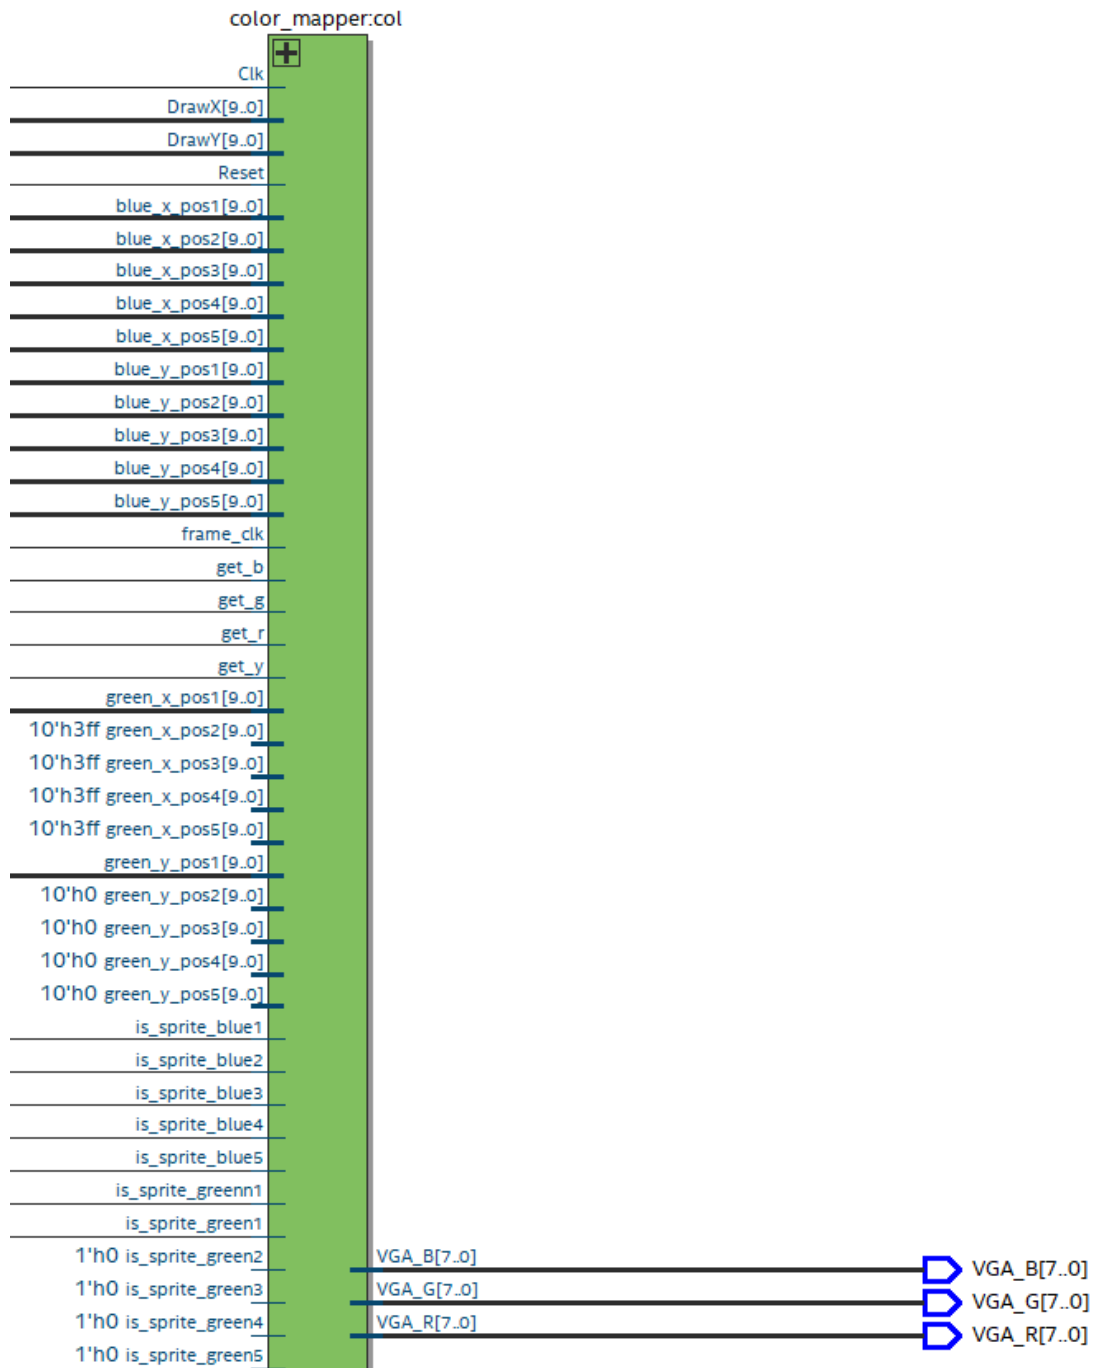 color_mapper:col
Clk
DrawX[9..0]
DrawY[9..0]
Reset
blue_x_pos1[9..0]
blue_x_pos2[9..0]
blue_x_pos3[9..0]
blue_x_pos4[9..0]
blue_x_pos5[9..0]
blue_y_pos1[9..0]
blue_y_pos2[9..0]
blue_y_pos3[9..0]
blue_y_pos4[9..0]
blue_y_pos5[9..0]
frame_clk
get_b
get_g
get_r
get_y
green_x_pos1[9..0]
10'h3ff green_x_pos2[9..0]
10'h3ff green_x_pos3[9..0]
10'h3ff green_x_pos4[9..0]
10'h3ff green_x_pos5[9..0]
green_y_pos1[9..0]
10'h0 green_y_pos2[9..0]
10'h0 green_y_pos3[9..0]
10'h0 green_y_pos4[9..0]
10'h0 green_y_pos5[9..0]
is_sprite_blue1
is_sprite_blue2
is_sprite_blue3
is_sprite_blue4
is_sprite_blue5
is_sprite_greenn1
is_sprite_green1
1'h0 is_sprite_green2 VGA_B[7..0] VGA_B[7..0]
1'h0 is_sprite_green3 VGA_G[7..0] VGA_G[7..0]
1'h0 is_sprite_green4 VGA_R[7..0] VGA_R[7..0]
1'h0 is_sprite_green5